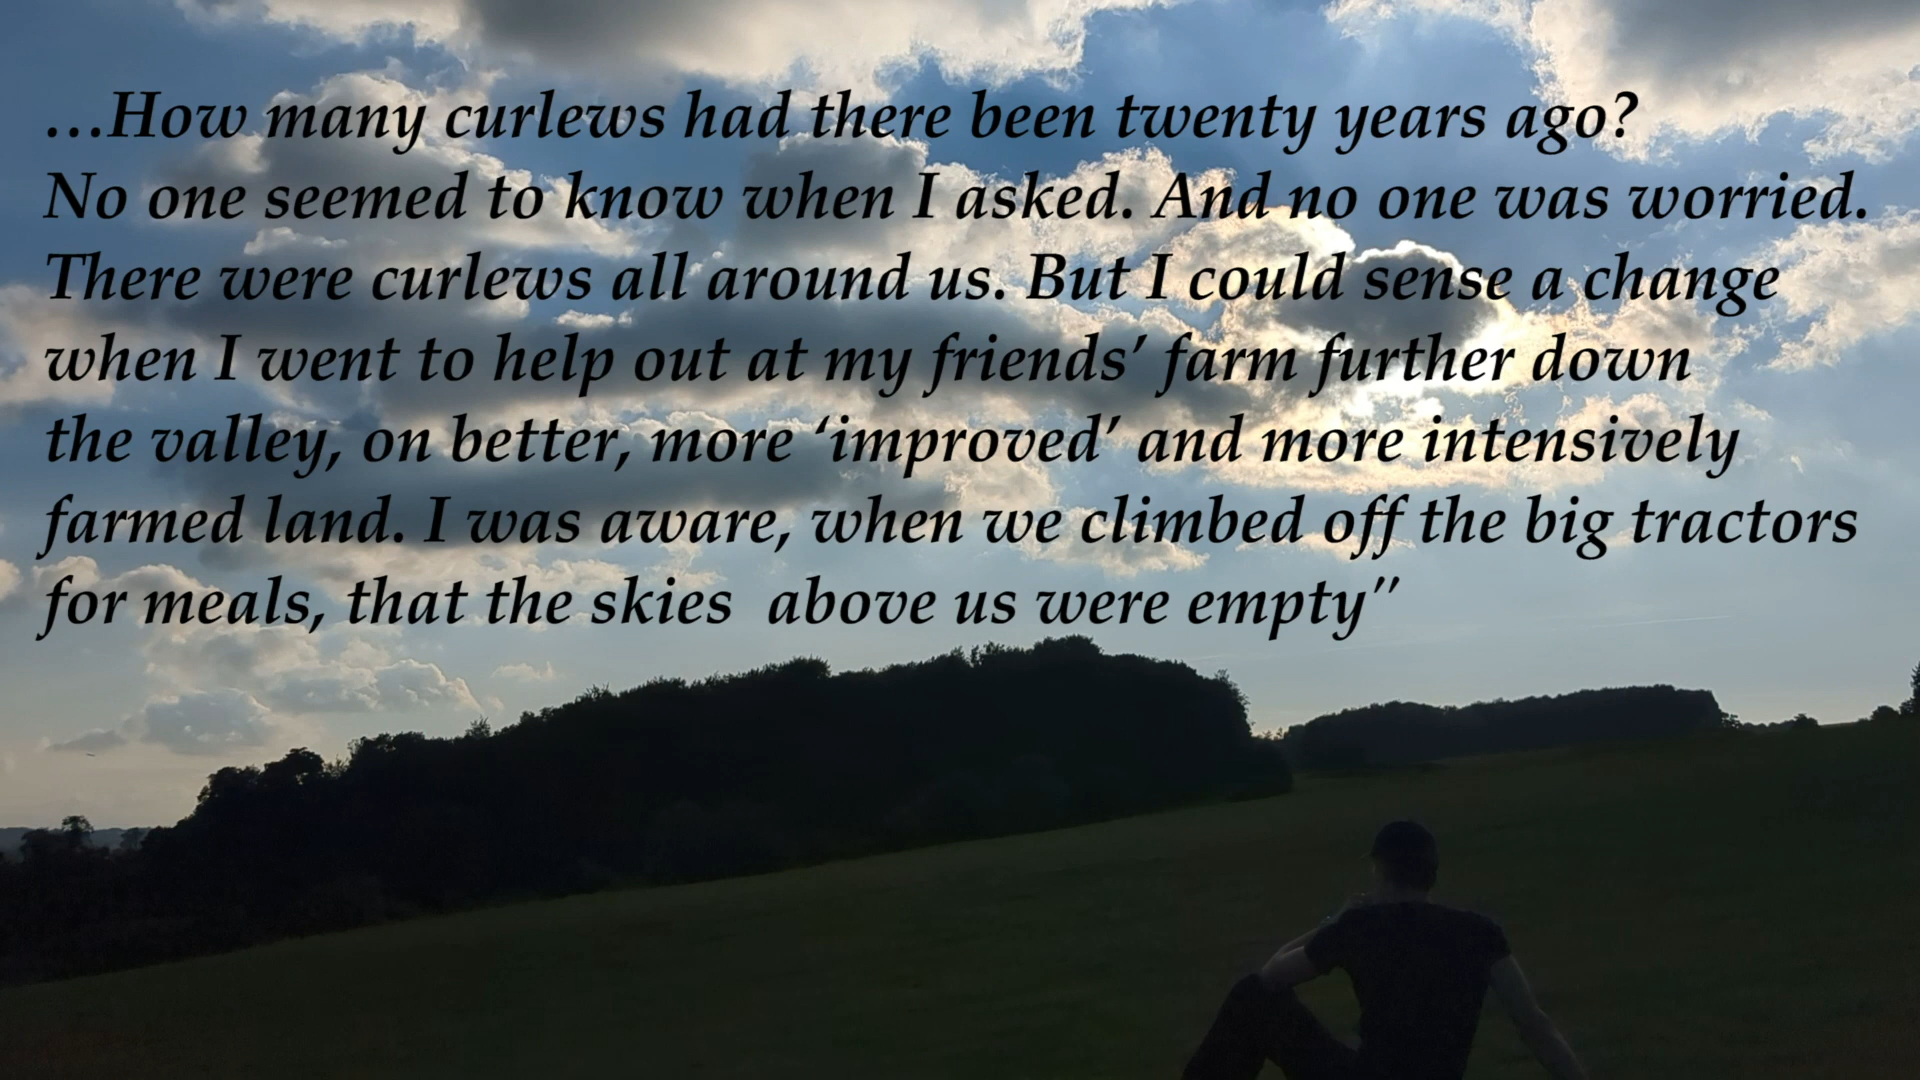 …How many curlews had there been twenty years ago?
No one seemed to know when I asked. And no one was worried.
There were curlews all around us. But I could sense a change
when I went to help out at my friends’ farm further down
the valley, on better, more ‘improved’ and more intensively
farmed land. I was aware, when we climbed off the big tractors
for meals, that the skies  above us were empty"